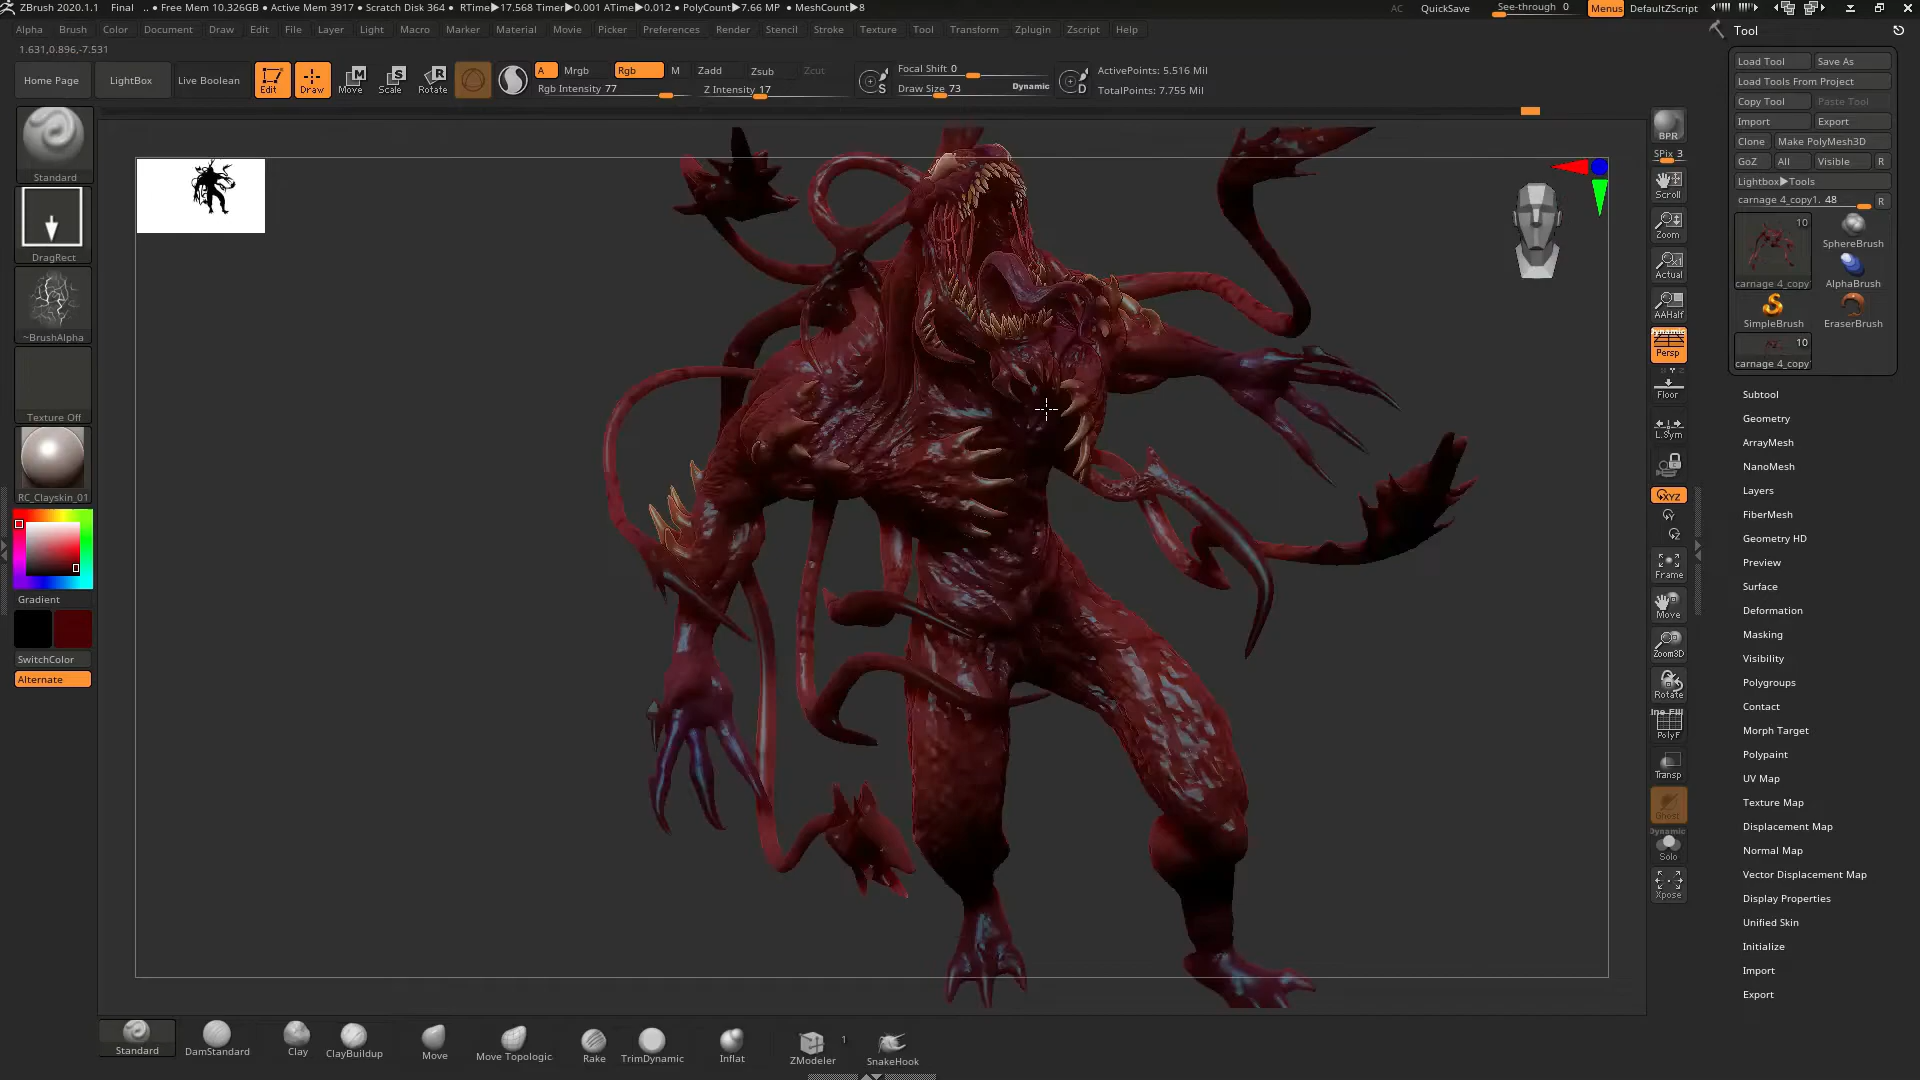 ZBrush 2020.1.1 Final .. • Free Mem 10.326GB • Active Mem 3917 • Scratch Disk 364 • RTime▶17.568 Timer▶0.001 ATime▶0.012 • PolyCount▶7.66 MP • MeshCount▶8 AC QuickSave See-through 0 Menus DefaultZScript
Alpha Brush Color Document Draw Edit File Layer Light Macro Marker Material Movie Picker Preferences Render Stencil Stroke Texture Tool Transform Zplugin Zscript Help
1.631,0.896,-7.531
Home Page LightBox Live Boolean Edit Draw Move Scale Rotate
A Mrgb Rgb M Zadd Zsub Zcut
Rgb Intensity 77 Z Intensity 17
Focal Shift 0
Draw Size 73 Dynamic
ActivePoints: 5.516 Mil
TotalPoints: 7.755 Mil
Standard
DragRect
~BrushAlpha
Texture Off
RC_Clayskin_01
Gradient
SwitchColor
Alternate
BPR
SPix 3
Scroll
Zoom
Actual
AAHalf
Dynamic
Persp
Floor
L.Sym
XYZ
Frame
Move
Zoom3D
Rotate
Line Fill
PolyF
Transp
Ghost
Dynamic
Solo
Xpose
Tool
Load Tool Save As
Load Tools From Project
Copy Tool Paste Tool
Import Export
Clone Make PolyMesh3D
GoZ All Visible R
Lightbox▶Tools
carnage 4_copy1. 48 R
10
carnage 4_copy
SphereBrush
AlphaBrush
SimpleBrush EraserBrush
10
carnage 4_copy
Subtool
Geometry
ArrayMesh
NanoMesh
Layers
FiberMesh
Geometry HD
Preview
Surface
Deformation
Masking
Visibility
Polygroups
Contact
Morph Target
Polypaint
UV Map
Texture Map
Displacement Map
Normal Map
Vector Displacement Map
Display Properties
Unified Skin
Initialize
Import
Export
Standard DamStandard Clay ClayBuildup Move Move Topologic Rake TrimDynamic Inflat ZModeler 1 SnakeHook